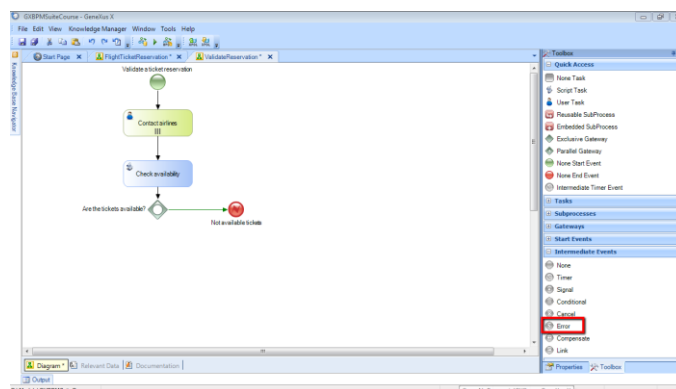 GXBPMSuiteCourse - GeneXus X
File Edit View Knowledge Manager Window Tools Help
Start Page
FlightTicketReservation *
ValidateReservation *
Knowledge Base Navigator
Validate a ticket reservation
Contact airlines
Check availability
Are the tickets available?
Not available tickets
Diagram *
Relevant Data
Documentation
Output
Toolbox
Quick Access
None Task
Script Task
User Task
Reusable SubProcess
Embedded SubProcess
Exclusive Gateway
Parallel Gateway
None Start Event
None End Event
Intermediate Timer Event
Tasks
Subprocesses
Gateways
Start Events
Intermediate Events
None
Timer
Signal
Conditional
Cancel
Error
Compensate
Link
Properties
Toolbox